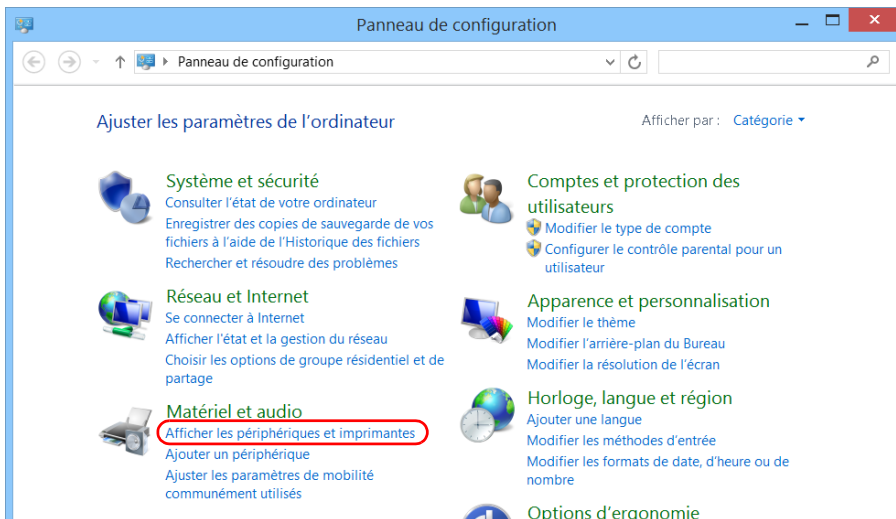 Panneau de configuration
Panneau de configuration
Ajuster les paramètres de l'ordinateur
Afficher par : Catégorie
Système et sécurité
Consulter l'état de votre ordinateur
Enregistrer des copies de sauvegarde de vos
fichiers à l'aide de l'Historique des fichiers
Rechercher et résoudre des problèmes
Réseau et Internet
Se connecter à Internet
Afficher l'état et la gestion du réseau
Choisir les options de groupe résidentiel et de
partage
Matériel et audio
Afficher les périphériques et imprimantes
Ajouter un périphérique
Ajuster les paramètres de mobilité
communément utilisés
Comptes et protection des
utilisateurs
Modifier le type de compte
Configurer le contrôle parental pour un
utilisateur
Apparence et personnalisation
Modifier le thème
Modifier l'arrière-plan du Bureau
Modifier la résolution de l'écran
Horloge, langue et région
Ajouter une langue
Modifier les méthodes d'entrée
Modifier les formats de date, d'heure ou de
nombre
Options d'ergonomie